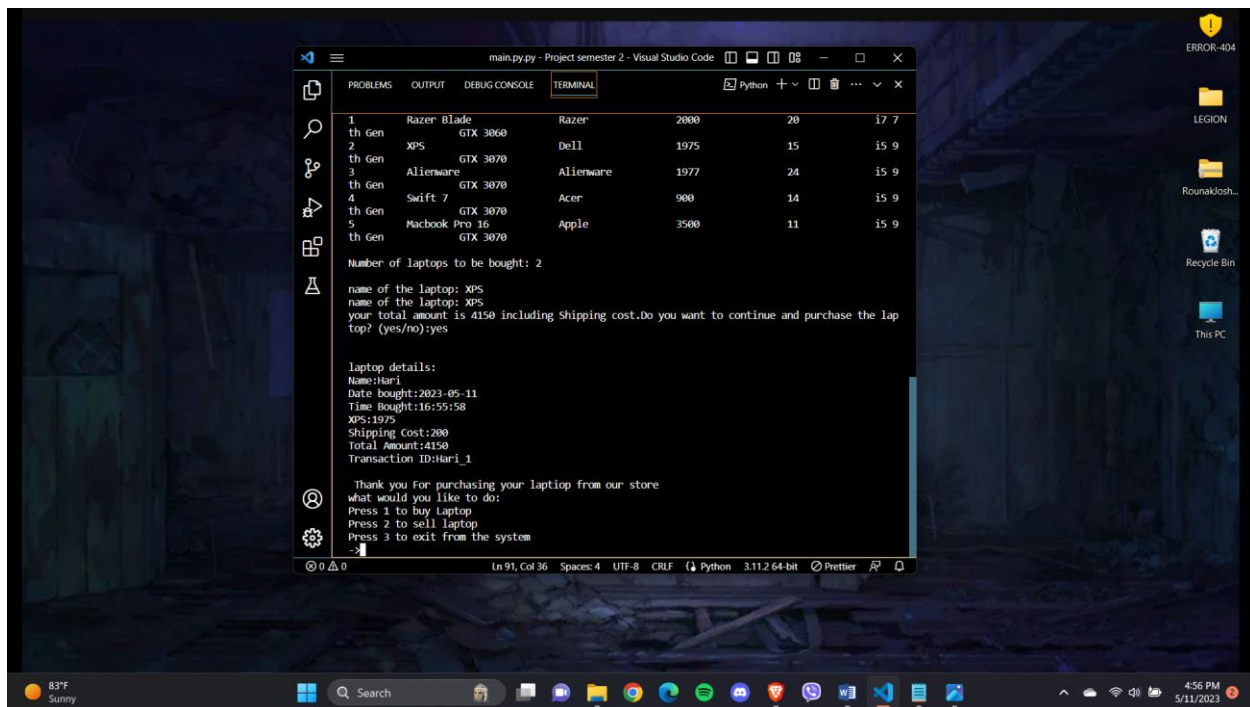 ERROR-404
LEGION
RounakJosh...
Recycle Bin
This PC
main.py.py - Project semester 2 - Visual Studio Code
PROBLEMS OUTPUT DEBUG CONSOLE TERMINAL Python
1 Razer Blade Razer 2000 20 i7 7
th Gen GTX 3060
2 XPS Dell 1975 15 i5 9
th Gen GTX 3070
3 Alienware Alienware 1977 24 i5 9
th Gen GTX 3070
4 Swift 7 Acer 900 14 i5 9
th Gen GTX 3070
5 Macbook Pro 16 Apple 3500 11 i5 9
th Gen GTX 3070
Number of laptops to be bought: 2
name of the laptop: XPS
name of the laptop: XPS
your total amount is 4150 including Shipping cost.Do you want to continue and purchase the lap
top? (yes/no):yes
laptop details:
Name:Hari
Date bought:2023-05-11
Time Bought:16:55:58
XPS:1975
Shipping Cost:200
Total Amount:4150
Transaction ID:Hari_1
Thank you For purchasing your laptiop from our store
what would you like to do:
Press 1 to buy Laptop
Press 2 to sell laptop
Press 3 to exit from the system
->
0 0 Ln 91, Col 36 Spaces: 4 UTF-8 CRLF Python 3.11.2 64-bit Prettier
83°F
Sunny
Search
4:56 PM
5/11/2023
2